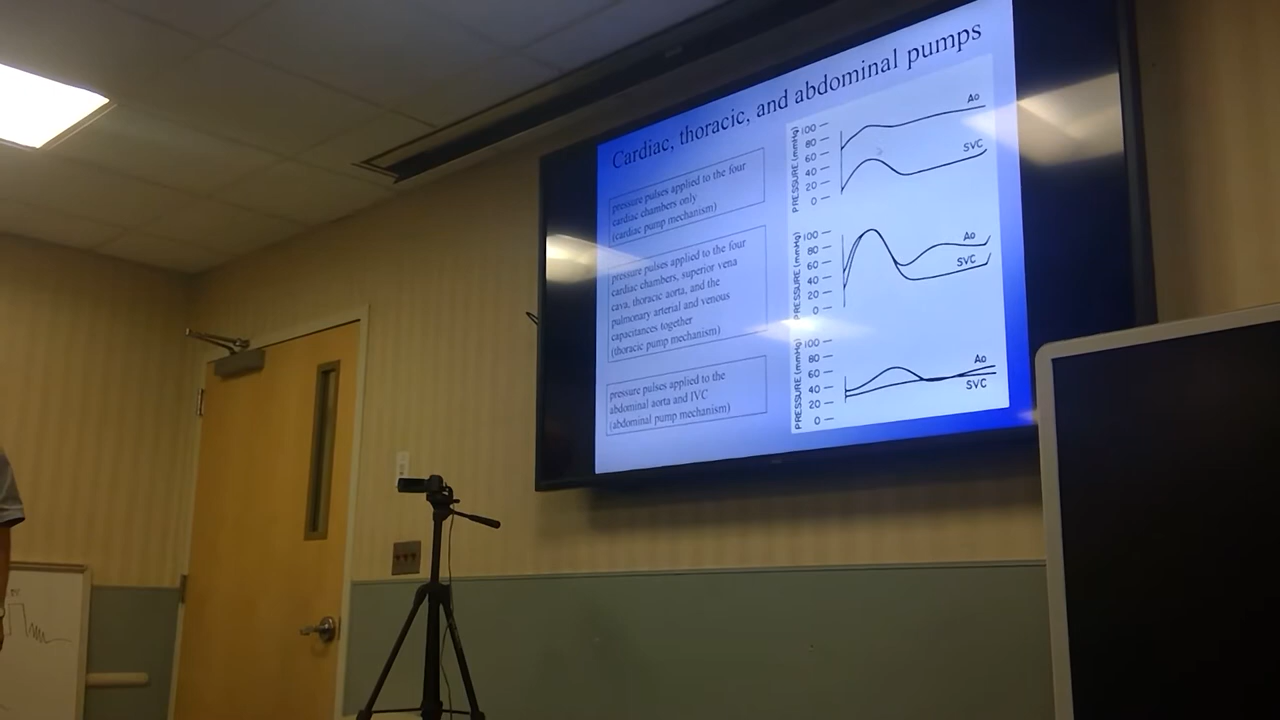 Cardiac, thoracic, and abdominal pumps
pressure pulses applied to the four
cardiac chambers only
(cardiac pump mechanism)
pressure pulses applied to the four
cardiac chambers, superior vena
cava, thoracic aorta, and the
pulmonary arterial and venous
capacitances together
(thoracic pump mechanism)
pressure pulses applied to the
abdominal aorta and IVC
(abdominal pump mechanism)
PRESSURE (mmHg)
100
80
60
40
20
0
Ao
SVC
PRESSURE (mmHg)
100
80
60
40
20
0
Ao
SVC
PRESSURE (mmHg)
100
80
60
40
20
0
Ao
SVC